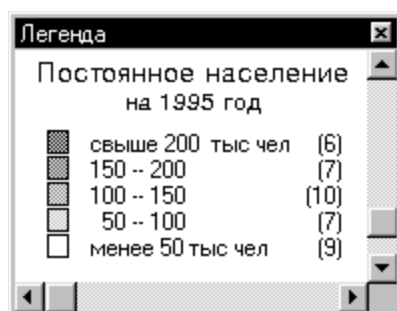 Легенда
Постоянное население
на 1995 год
свыше 200 тыс чел (6)
150 -- 200 (7)
100 -- 150 (10)
50 -- 100 (7)
менее 50 тыс чел (9)